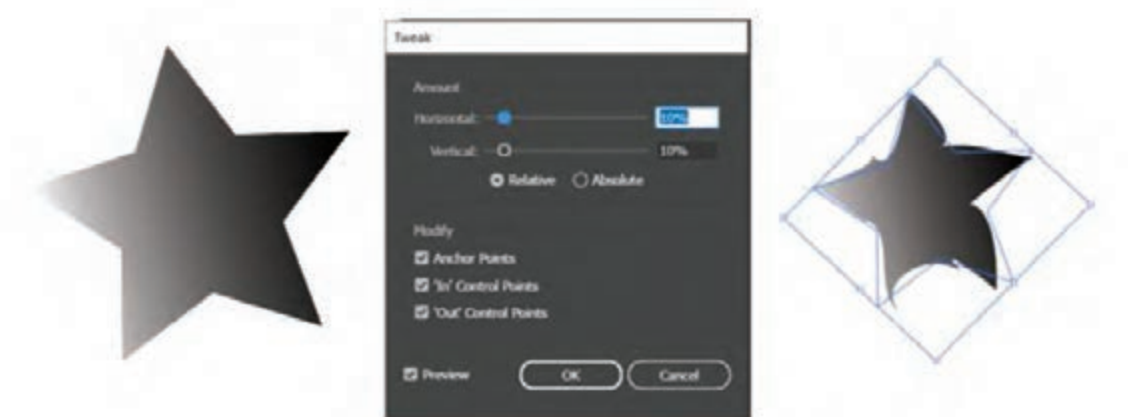 Tweak
Amount
Horizontal: 10%
Vertical: 10%
Relative Absolute
Modify
Anchor Points
'In' Control Points
'Out' Control Points
Preview OK Cancel